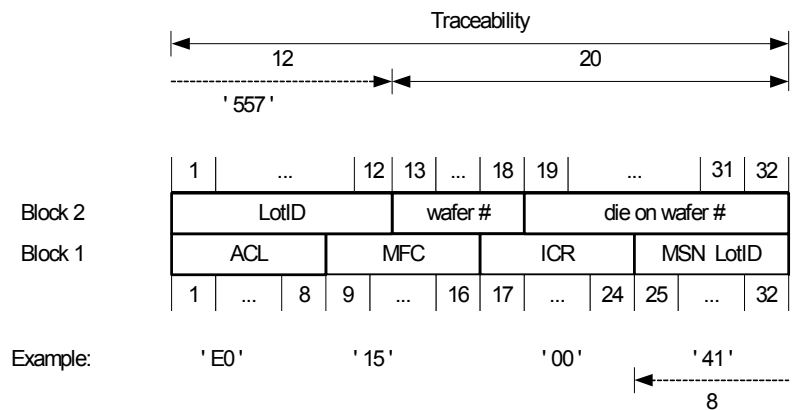 Traceability
12 20
' 557 '
1 ... 12 13 ... 18 19 ... 31 32
Block 2 LotID wafer # die on wafer #
Block 1 ACL MFC ICR MSN LotID
1 ... 8 9 ... 16 17 ... 24 25 ... 32
Example: ' E0 ' ' 15 ' ' 00 ' ' 41 '
8